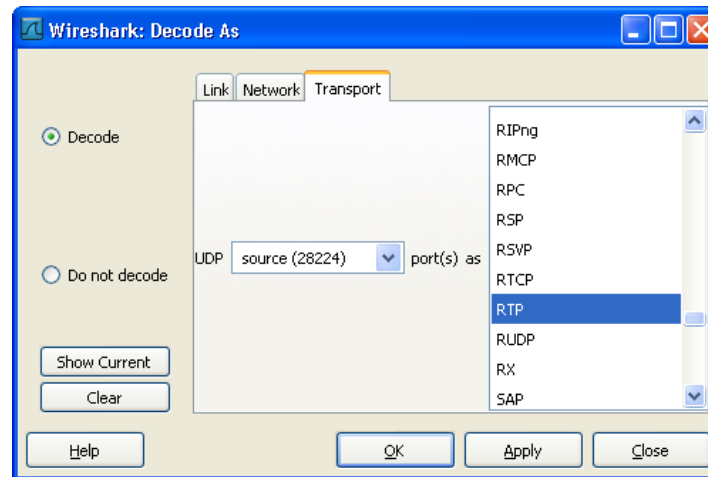 Wireshark: Decode As
Link Network Transport
Decode
Do not decode
Show Current
Clear
UDP source (28224) port(s) as
RIPng
RMCP
RPC
RSP
RSVP
RTCP
RTP
RUDP
RX
SAP
Help OK Apply Close